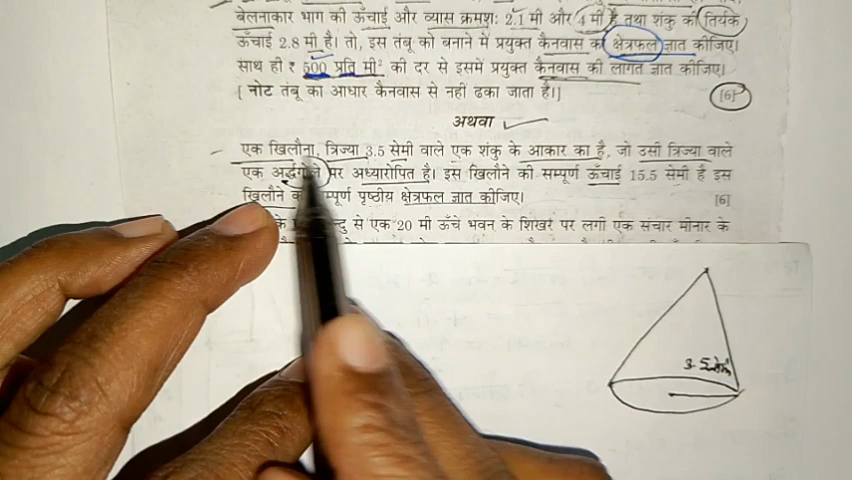 बेलनाकार भाग की ऊँचाई और व्यास क्रमशः 2.1 मी और 4 मी है तथा शंकु की तिर्यक
ऊँचाई 2.8 मी है। तो, इस तंबू को बनाने में प्रयुक्त कैनवास का क्षेत्रफल ज्ञात कीजिए।
साथ ही ₹ 500 प्रति मी² की दर से इसमें प्रयुक्त कैनवास की लागत ज्ञात कीजिए।
[ नोट तंबू का आधार कैनवास से नहीं ढका जाता है।] [6]
अथवा
एक खिलौना, त्रिज्या 3.5 सेमी वाले एक शंकु के आकार का है, जो उसी त्रिज्या वाले
एक अर्द्धगोले पर अध्यारोपित है। इस खिलौने की सम्पूर्ण ऊँचाई 15.5 सेमी है इस
खिलौने का सम्पूर्ण पृष्ठीय क्षेत्रफल ज्ञात कीजिए। [6]
के से एक 20 मी ऊँचे भवन के शिखर पर लगी एक संचार मीनार के